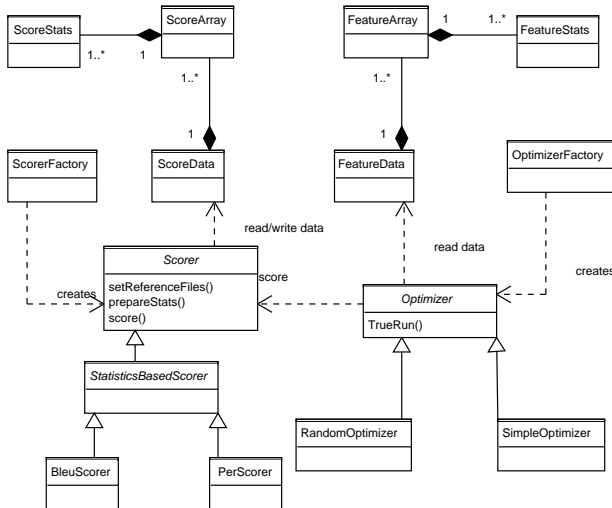 ScoreStats
1..*
1
ScoreArray
1..*
1
ScoreData
FeatureArray
1
1..*
FeatureStats
1..*
1
FeatureData
ScorerFactory
OptimizerFactory
read/write data
read data
creates
creates
score
Scorer
setReferenceFiles()
prepareStats()
score()
Optimizer
TrueRun()
StatisticsBasedScorer
RandomOptimizer
SimpleOptimizer
BleuScorer
PerScorer